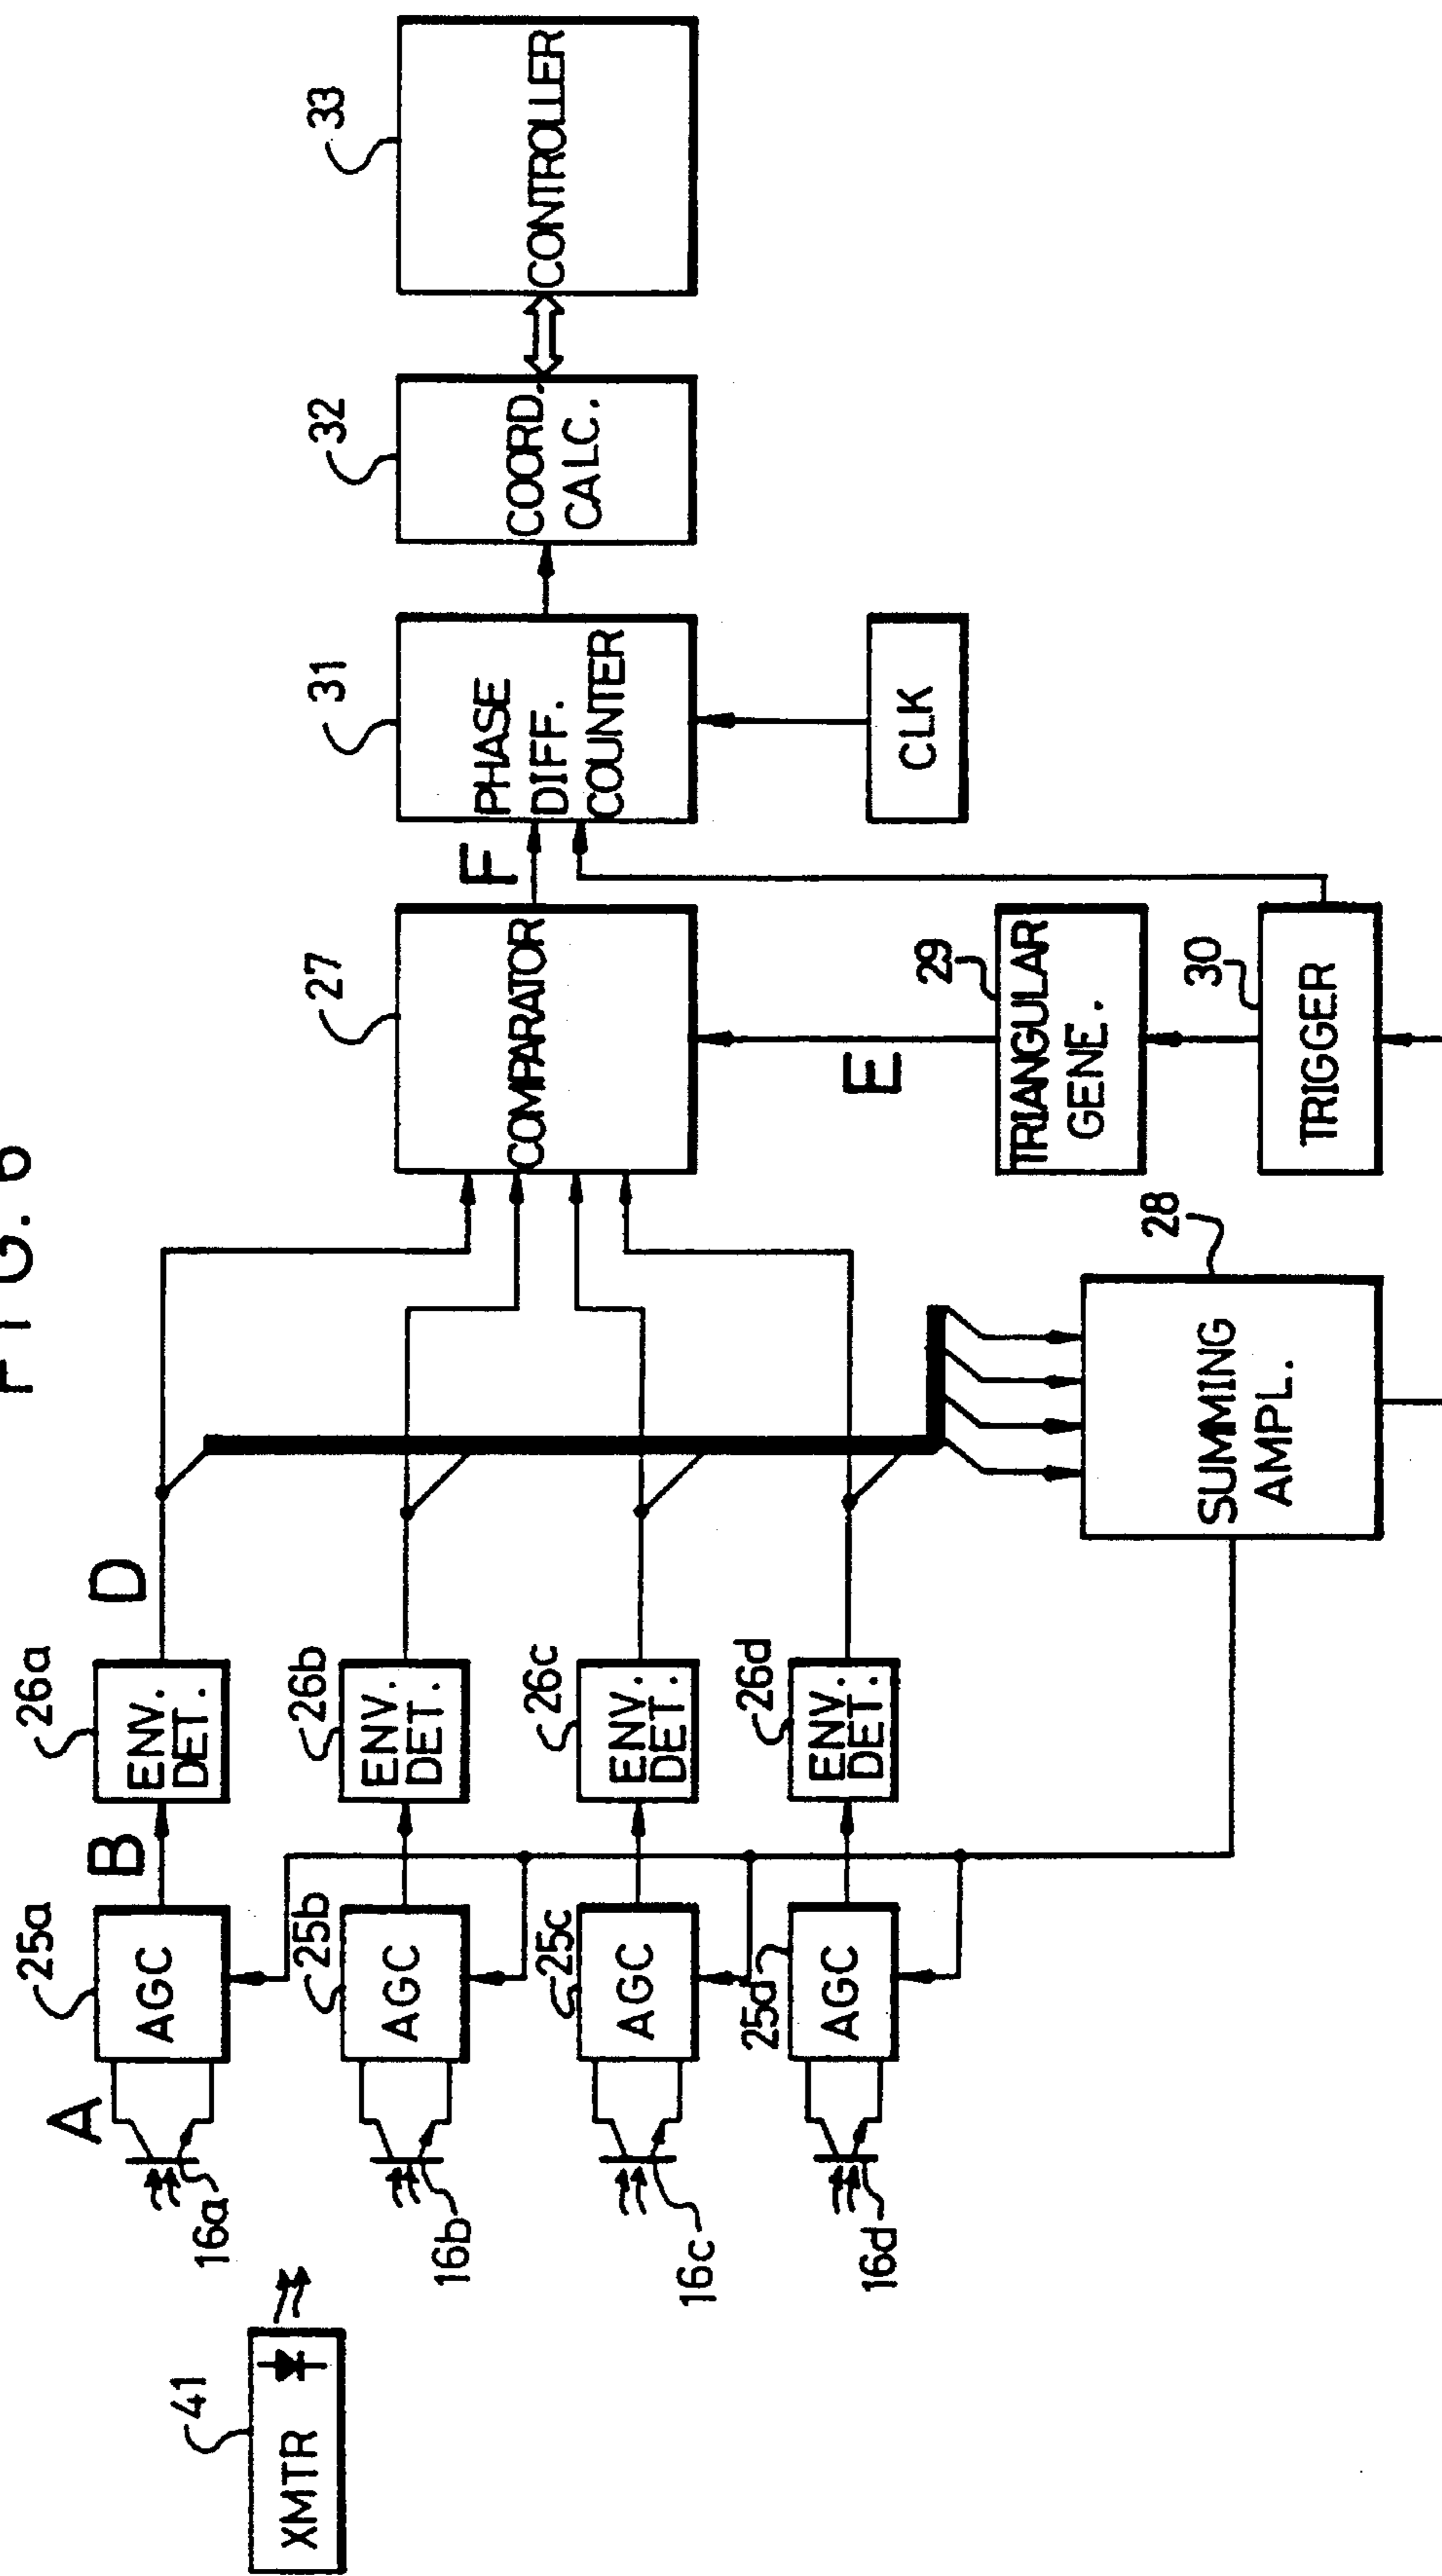 FIG. 6
41
XMTR
A
16a
16b
16c
16d
25a
AGC
25b
AGC
25c
AGC
25d
AGC
B
26a
ENV.
DET.
26b
ENV.
DET.
26c
ENV.
DET.
26d
ENV.
DET.
D
28
SUMMING
AMPL.
27
COMPARATOR
E
29
TRIANGULAR
GENE.
30
TRIGGER
F
31
PHASE
DIFF.
COUNTER
CLK
32
COORD.
CALC.
33
CONTROLLER